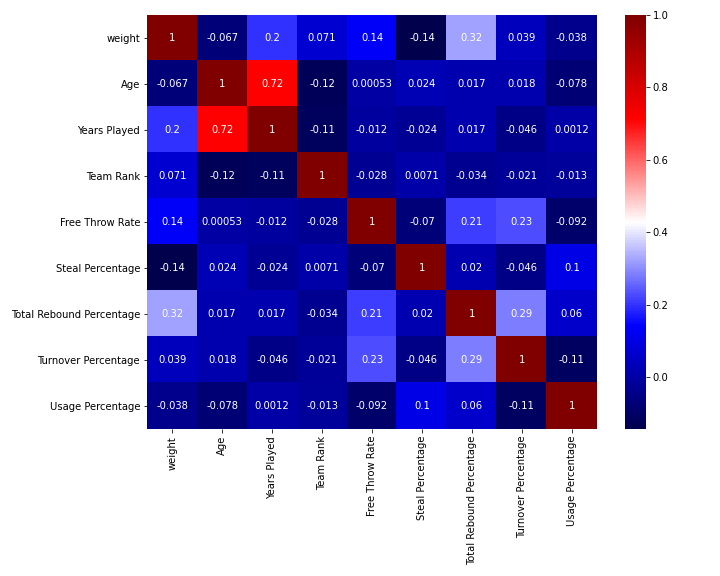 weight 1 -0.067 0.2 0.071 0.14 -0.14 0.32 0.039 -0.038
Age -0.067 1 0.72 -0.12 0.00053 0.024 0.017 0.018 -0.078
Years Played 0.2 0.72 1 -0.11 -0.012 -0.024 0.017 -0.046 0.0012
Team Rank 0.071 -0.12 -0.11 1 -0.028 0.0071 -0.034 -0.021 -0.013
Free Throw Rate 0.14 0.00053 -0.012 -0.028 1 -0.07 0.21 0.23 -0.092
Steal Percentage -0.14 0.024 -0.024 0.0071 -0.07 1 0.02 -0.046 0.1
Total Rebound Percentage 0.32 0.017 0.017 -0.034 0.21 0.02 1 0.29 0.06
Turnover Percentage 0.039 0.018 -0.046 -0.021 0.23 -0.046 0.29 1 -0.11
Usage Percentage -0.038 -0.078 0.0012 -0.013 -0.092 0.1 0.06 -0.11 1
weight
Age
Years Played
Team Rank
Free Throw Rate
Steal Percentage
Total Rebound Percentage
Turnover Percentage
Usage Percentage
1.0
0.8
0.6
0.4
0.2
0.0